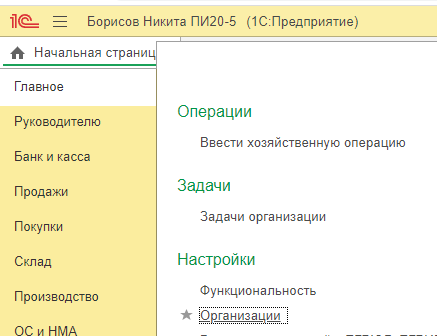 1С Борисов Никита ПИ20-5 (1С:Предприятие)
Начальная страниц
Главное
Руководителю
Банк и касса
Продажи
Покупки
Склад
Производство
ОС и НМА
Операции
Ввести хозяйственную операцию
Задачи
Задачи организации
Настройки
Функциональность
Организации